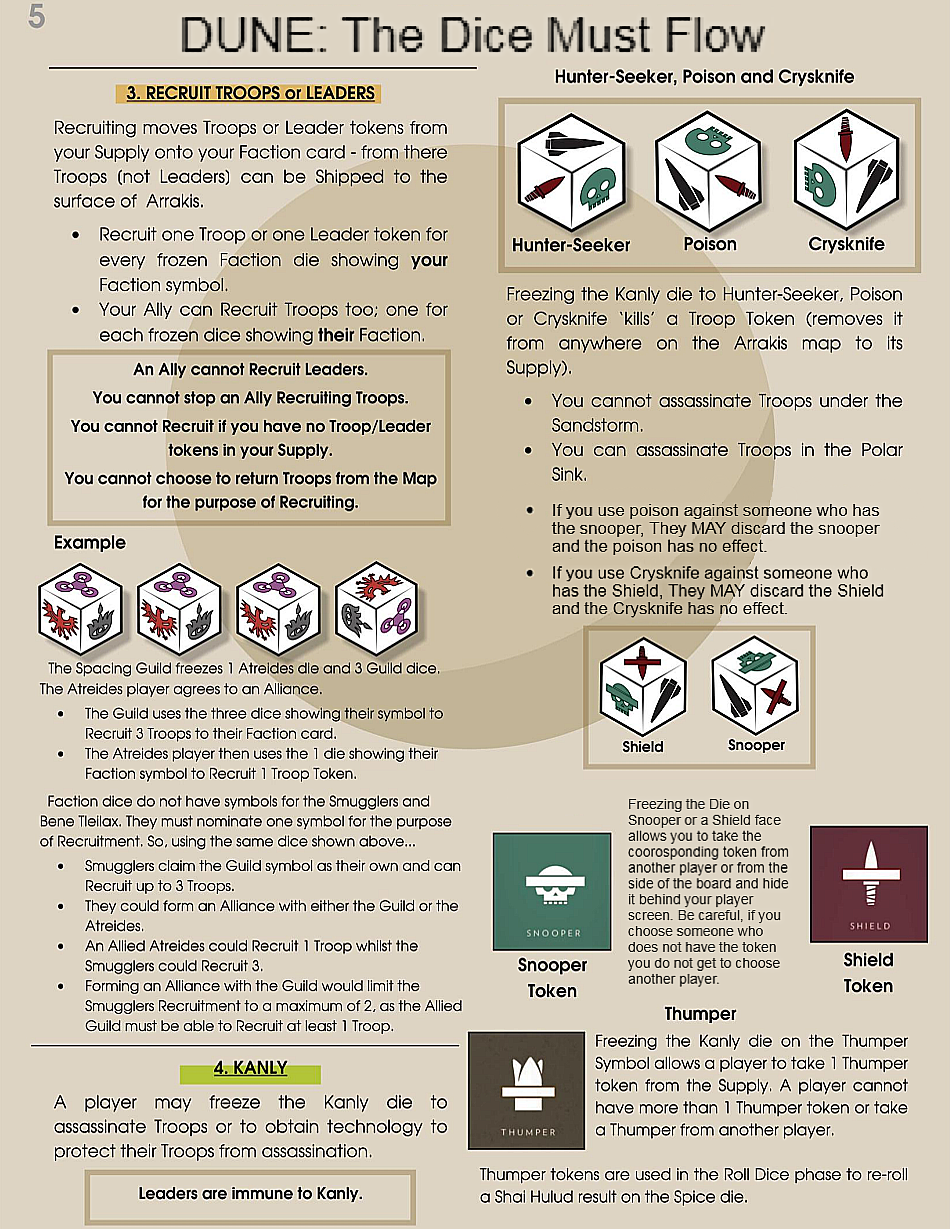 5
DUNE: The Dice Must Flow
3. RECRUIT TROOPS or LEADERS
Recruiting moves Troops or Leader tokens from
your Supply onto your Faction card - from there
Troops (not Leaders) can be Shipped to the
surface of Arrakis.
• Recruit one Troop or one Leader token for
every frozen Faction die showing your
Faction symbol.
• Your Ally can Recruit Troops too; one for
each frozen dice showing their Faction.
An Ally cannot Recruit Leaders.
You cannot stop an Ally Recruiting Troops.
You cannot Recruit if you have no Troop/Leader
tokens in your Supply.
You cannot choose to return Troops from the Map
for the purpose of Recruiting.
Example
The Spacing Guild freezes 1 Atreides die and 3 Guild dice.
The Atreides player agrees to an Alliance.
• The Guild uses the three dice showing their symbol to
Recruit 3 Troops to their Faction card.
• The Atreides player then uses the 1 die showing their
Faction symbol to Recruit 1 Troop Token.
Faction dice do not have symbols for the Smugglers and
Bene Tleilax. They must nominate one symbol for the purpose
of Recruitment. So, using the same dice shown above...
• Smugglers claim the Guild symbol as their own and can
Recruit up to 3 Troops.
• They could form an Alliance with either the Guild or the
Atreides.
• An Allied Atreides could Recruit 1 Troop whilst the
Smugglers could Recruit 3.
• Forming an Alliance with the Guild would limit the
Smugglers Recruitment to a maximum of 2, as the Allied
Guild must be able to Recruit at least 1 Troop.
4. KANLY
A player may freeze the Kanly die to
assassinate Troops or to obtain technology to
protect their Troops from assassination.
Leaders are immune to Kanly.
Hunter-Seeker, Poison and Crysknife
Hunter-Seeker
Poison
Crysknife
Freezing the Kanly die to Hunter-Seeker, Poison
or Crysknife ‘kills’ a Troop Token (removes it
from anywhere on the Arrakis map to its
Supply).
• You cannot assassinate Troops under the
Sandstorm.
• You can assassinate Troops in the Polar
Sink.
• If you use poison against someone who has
the snooper, They MAY discard the snooper
and the poison has no effect.
• If you use Crysknife against someone who
has the Shield, They MAY discard the Shield
and the Crysknife has no effect.
Shield
Snooper
SNOOPER
Snooper
Token
Freezing the Die on
Snooper or a Shield face
allows you to take the
coorosponding token from
another player or from the
side of the board and hide
it behind your player
screen. Be careful, if you
choose someone who
does not have the token
you do not get to choose
another player.
SHIELD
Shield
Token
Thumper
THUMPER
Freezing the Kanly die on the Thumper
Symbol allows a player to take 1 Thumper
token from the Supply. A player cannot
have more than 1 Thumper token or take
a Thumper from another player.
Thumper tokens are used in the Roll Dice phase to re-roll
a Shai Hulud result on the Spice die.